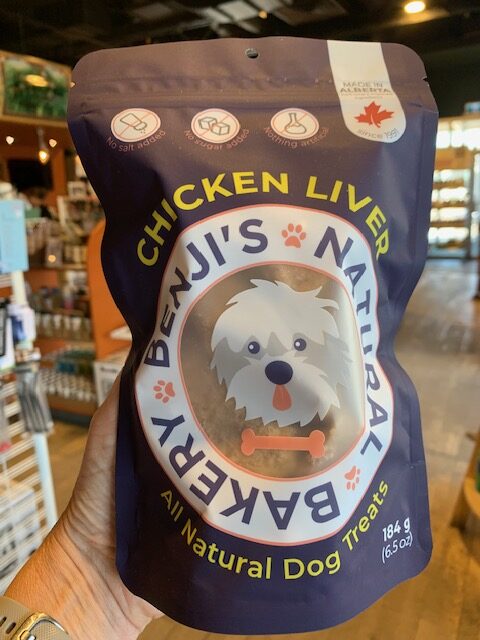 MADE IN
ALBERTA
since 1991
No salt added
No sugar added
Nothing artificial
CHICKEN LIVER
BENJI'S NATURAL BAKERY
All Natural Dog Treats
184 g
(6.5 oz)